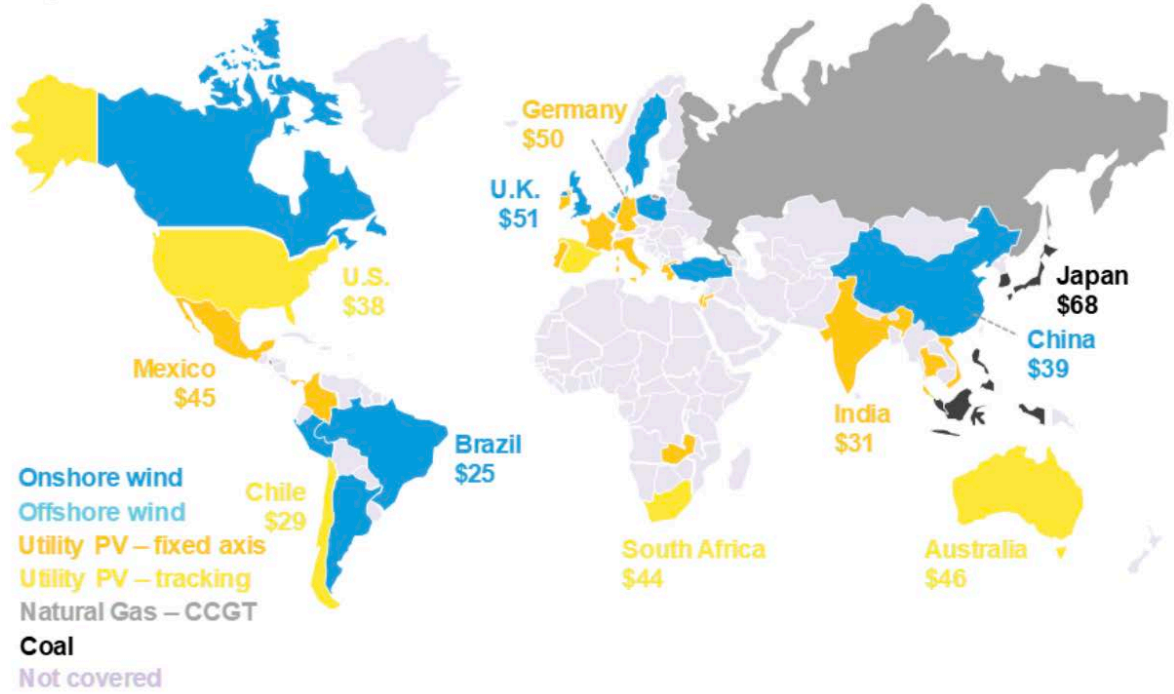 Germany
$50
U.K.
$51
U.S.
$38
Japan
$68
China
$39
Mexico
$45
India
$31
Brazil
$25
Chile
$29
South Africa
$44
Australia
$46
Onshore wind
Offshore wind
Utility PV – fixed axis
Utility PV – tracking
Natural Gas – CCGT
Coal
Not covered